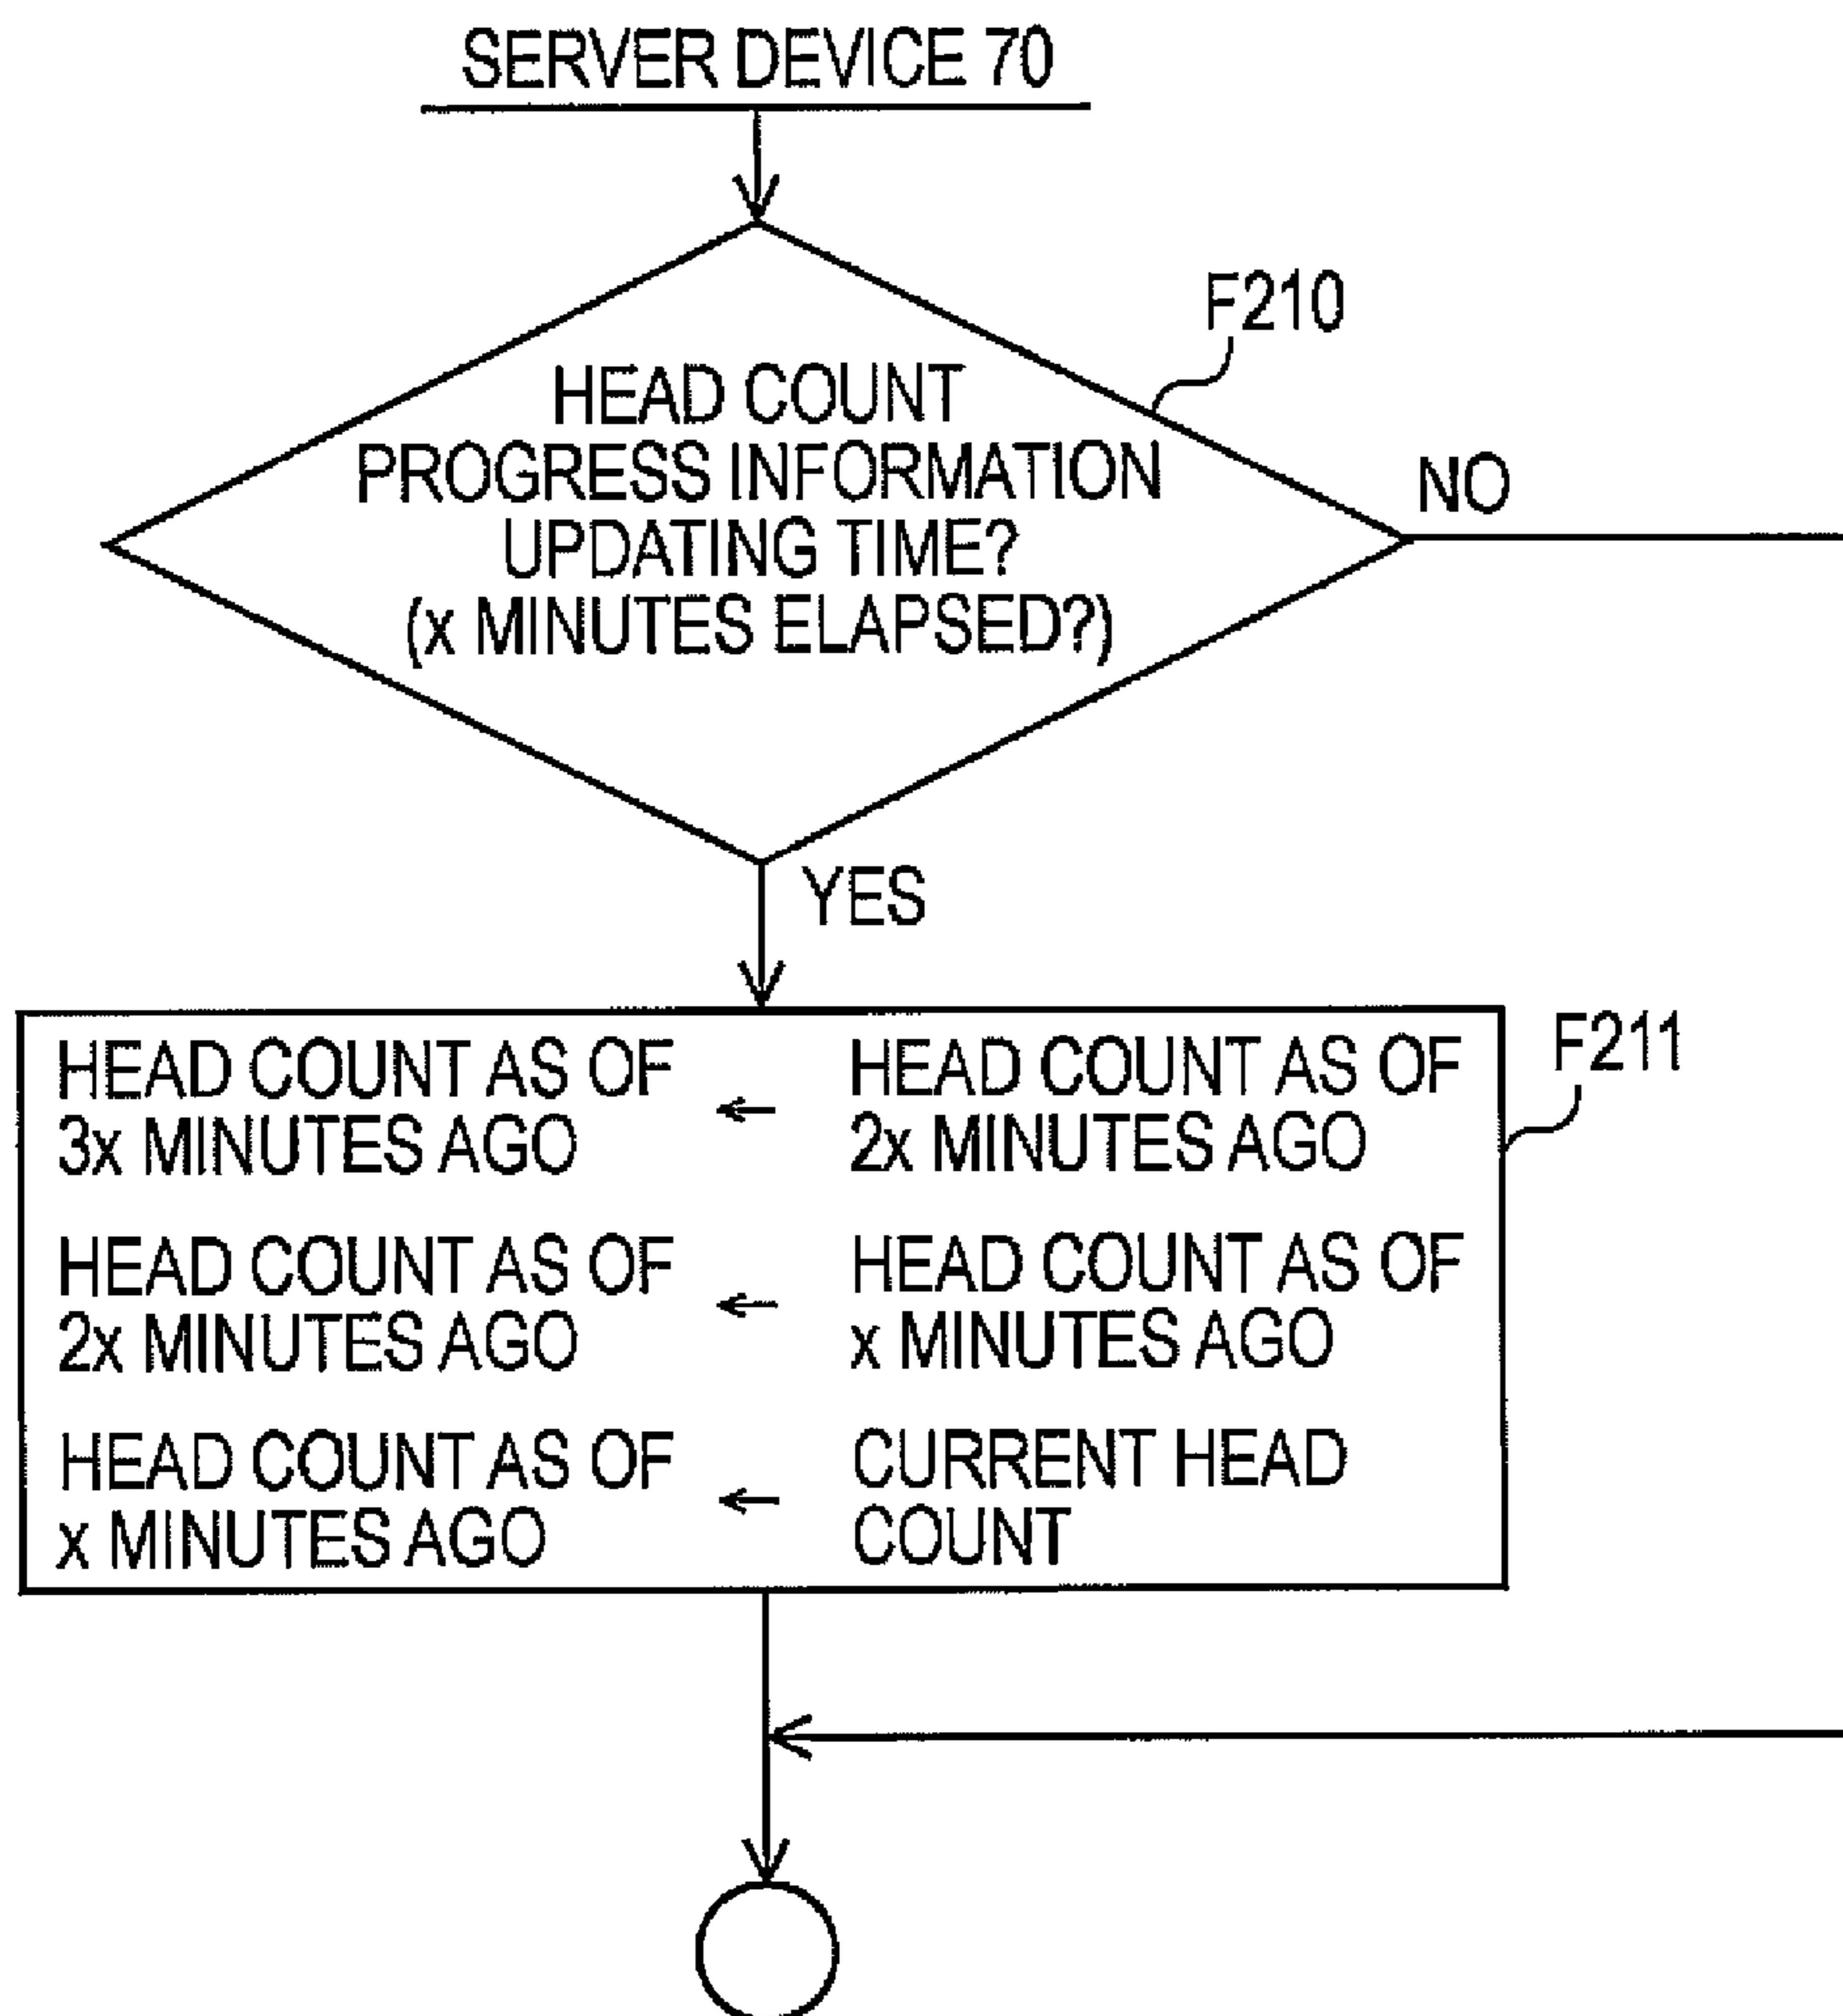 SERVER DEVICE 70
F210
HEAD COUNT
PROGRESS INFORMATION
UPDATING TIME?
(x MINUTES ELAPSED?)
NO
YES
F211
HEAD COUNT AS OF
3x MINUTES AGO
←
HEAD COUNT AS OF
2x MINUTES AGO
HEAD COUNT AS OF
2x MINUTES AGO
←
HEAD COUNT AS OF
x MINUTES AGO
HEAD COUNT AS OF
x MINUTES AGO
←
CURRENT HEAD
COUNT